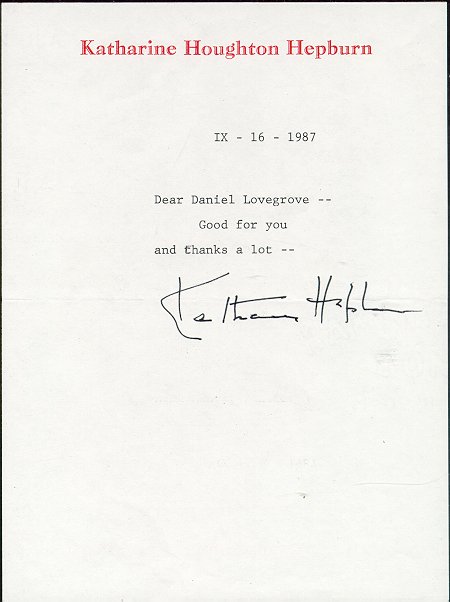 Katharine Houghton Hepburn
IX - 16 - 1987
Dear Daniel Lovegrove --
Good for you
and thanks a lot --
Katharine Hepburn